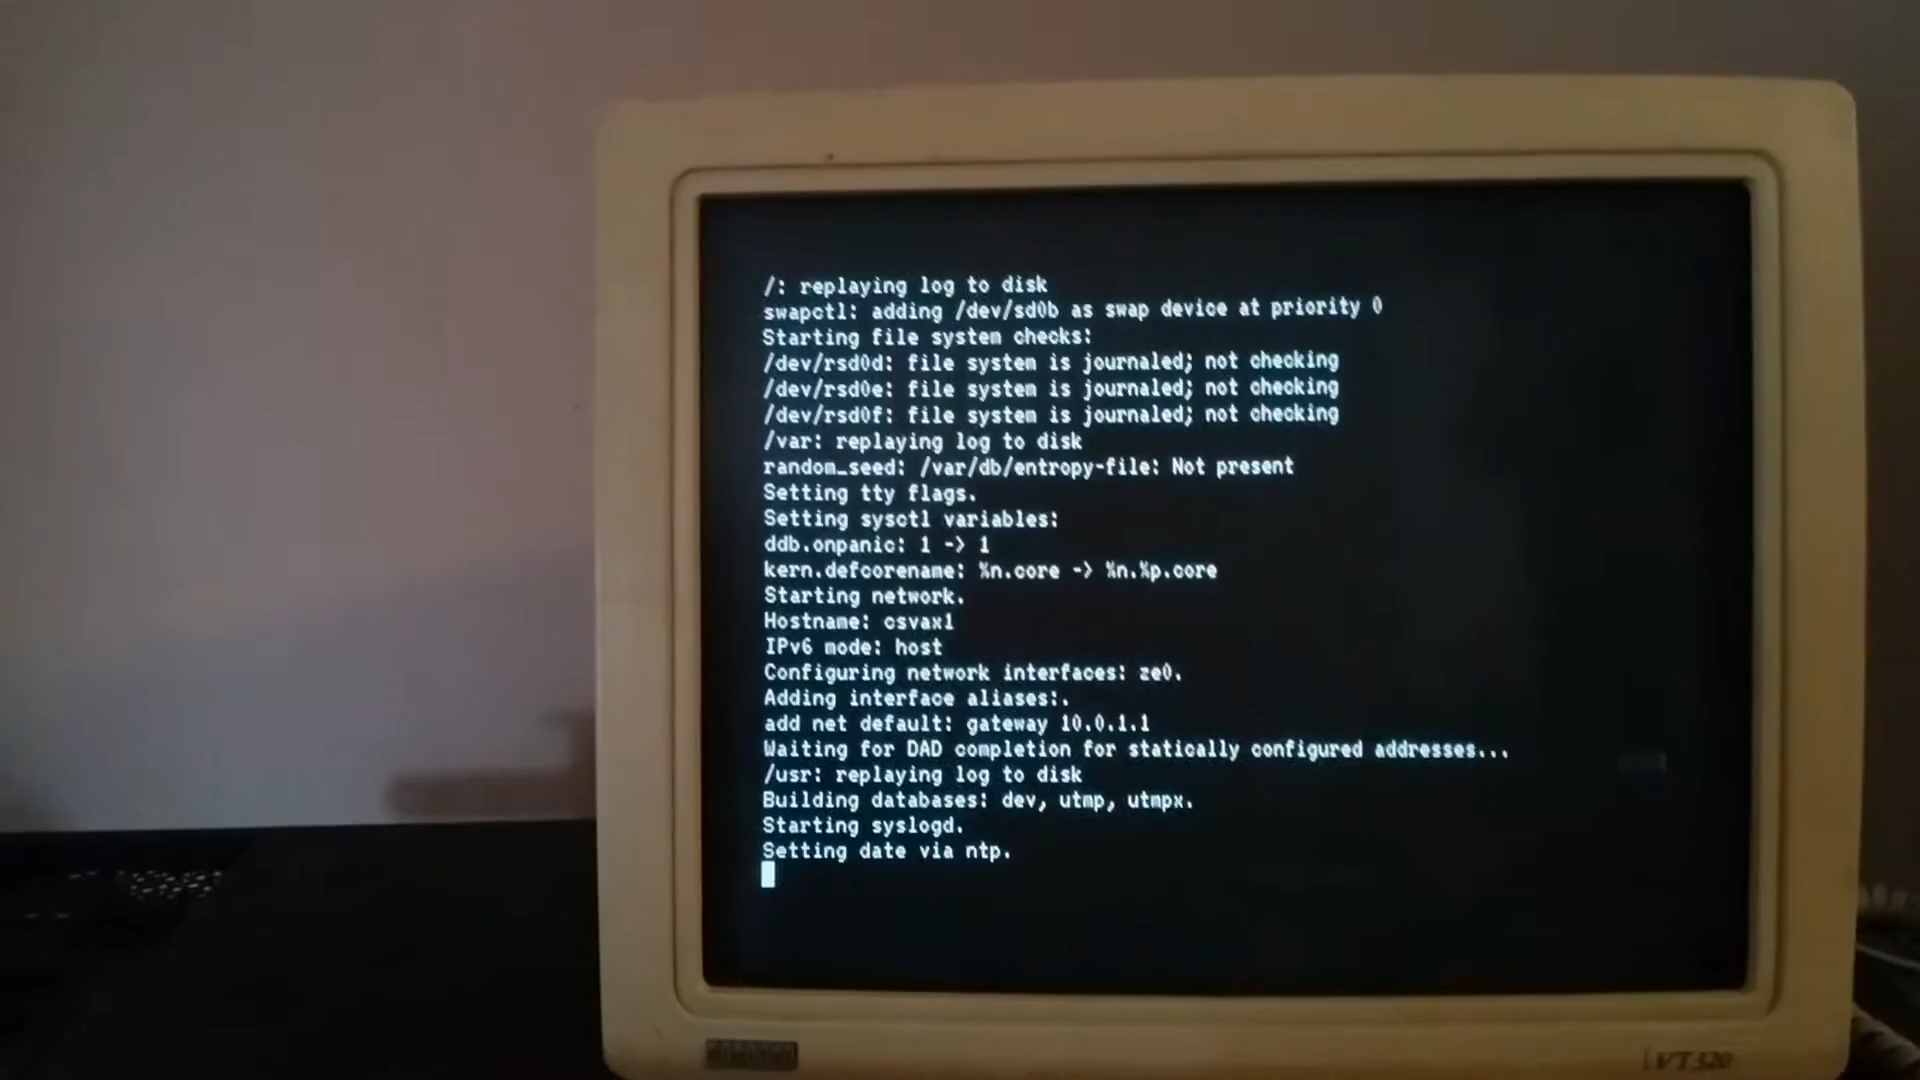 /: replaying log to disk
swapctl: adding /dev/sd0b as swap device at priority 0
Starting file system checks:
/dev/rsd0d: file system is journaled; not checking
/dev/rsd0e: file system is journaled; not checking
/dev/rsd0f: file system is journaled; not checking
/var: replaying log to disk
random_seed: /var/db/entropy-file: Not present
Setting tty flags.
Setting sysctl variables:
ddb.onpanic: 1 -> 1
kern.defcorename: %n.core -> %n.%p.core
Starting network.
Hostname: csvax1
IPv6 mode: host
Configuring network interfaces: ze0.
Adding interface aliases:.
add net default: gateway 10.0.1.1
Waiting for DAD completion for statically configured addresses...
/usr: replaying log to disk
Building databases: dev, utmp, utmpx.
Starting syslogd.
Setting date via ntp.
VT320